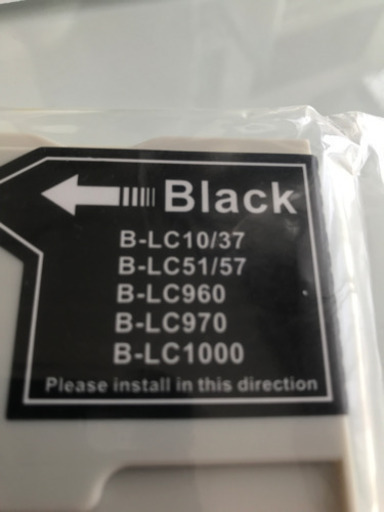 Black
B-LC10/37
B-LC51/57
B-LC960
B-LC970
B-LC1000
Please install in this direction